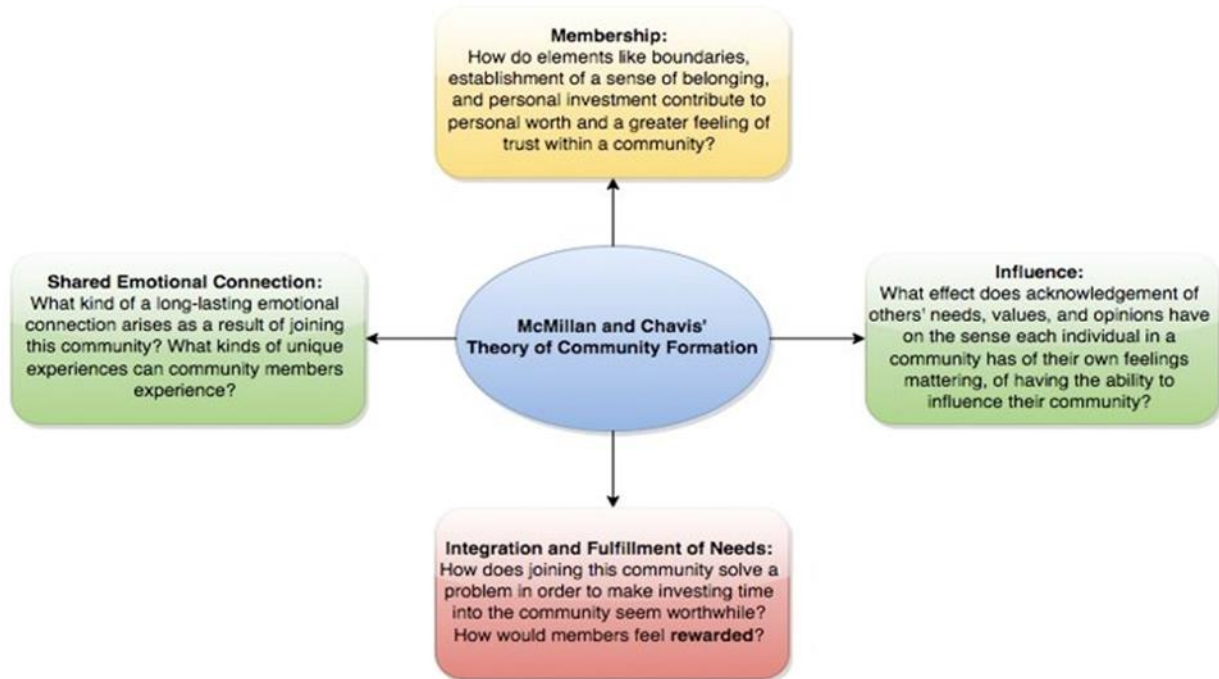 Membership:
How do elements like boundaries,
establishment of a sense of belonging,
and personal investment contribute to
personal worth and a greater feeling of
trust within a community?
Shared Emotional Connection:
What kind of a long-lasting emotional
connection arises as a result of joining
this community? What kinds of unique
experiences can community members
experience?
McMillan and Chavis'
Theory of Community Formation
Influence:
What effect does acknowledgement of
others' needs, values, and opinions have
on the sense each individual in a
community has of their own feelings
mattering, of having the ability to
influence their community?
Integration and Fulfillment of Needs:
How does joining this community solve a
problem in order to make investing time
into the community seem worthwhile?
How would members feel rewarded?